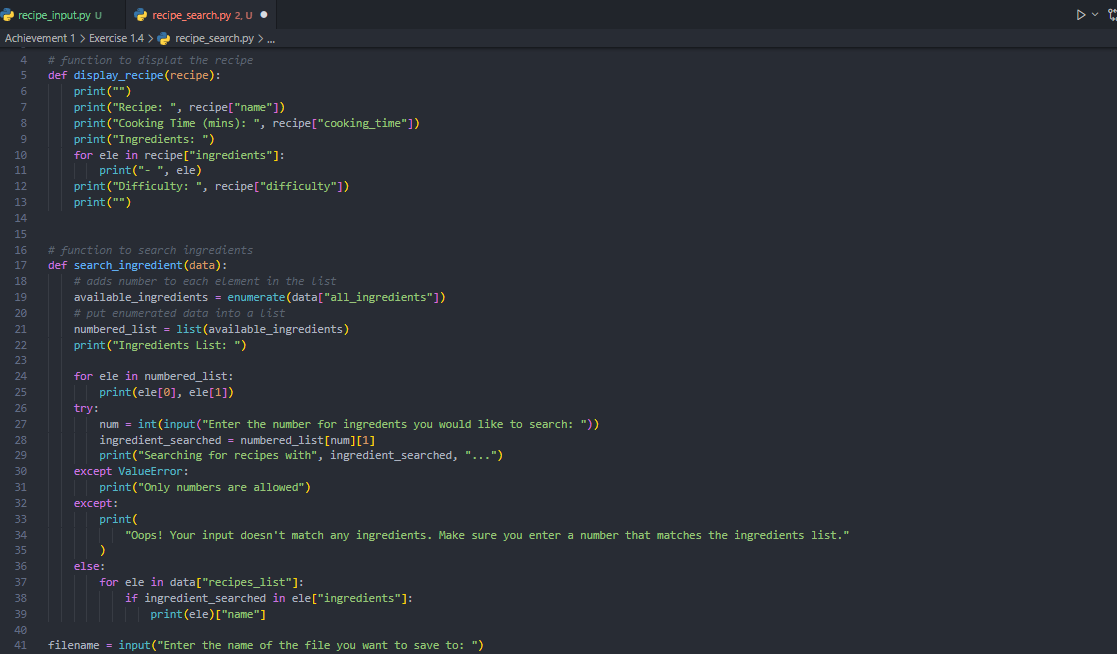 recipe_input.py U
recipe_search.py 2, U
Achievement 1 > Exercise 1.4 > recipe_search.py > ...
4 # function to displat the recipe
5 def display_recipe(recipe):
6     print("")
7     print("Recipe: ", recipe["name"])
8     print("Cooking Time (mins): ", recipe["cooking_time"])
9     print("Ingredients: ")
10     for ele in recipe["ingredients"]:
11         print("- ", ele)
12     print("Difficulty: ", recipe["difficulty"])
13     print("")
14
15
16 # function to search ingredients
17 def search_ingredient(data):
18     # adds number to each element in the list
19     available_ingredients = enumerate(data["all_ingredients"])
20     # put enumerated data into a list
21     numbered_list = list(available_ingredients)
22     print("Ingredients List: ")
23
24     for ele in numbered_list:
25         print(ele[0], ele[1])
26     try:
27         num = int(input("Enter the number for ingredents you would like to search: "))
28         ingredient_searched = numbered_list[num][1]
29         print("Searching for recipes with", ingredient_searched, "...")
30     except ValueError:
31         print("Only numbers are allowed")
32     except:
33         print(
34             "Oops! Your input doesn't match any ingredients. Make sure you enter a number that matches the ingredients list."
35         )
36     else:
37         for ele in data["recipes_list"]:
38             if ingredient_searched in ele["ingredients"]:
39                 print(ele)["name"]
40
41 filename = input("Enter the name of the file you want to save to: ")